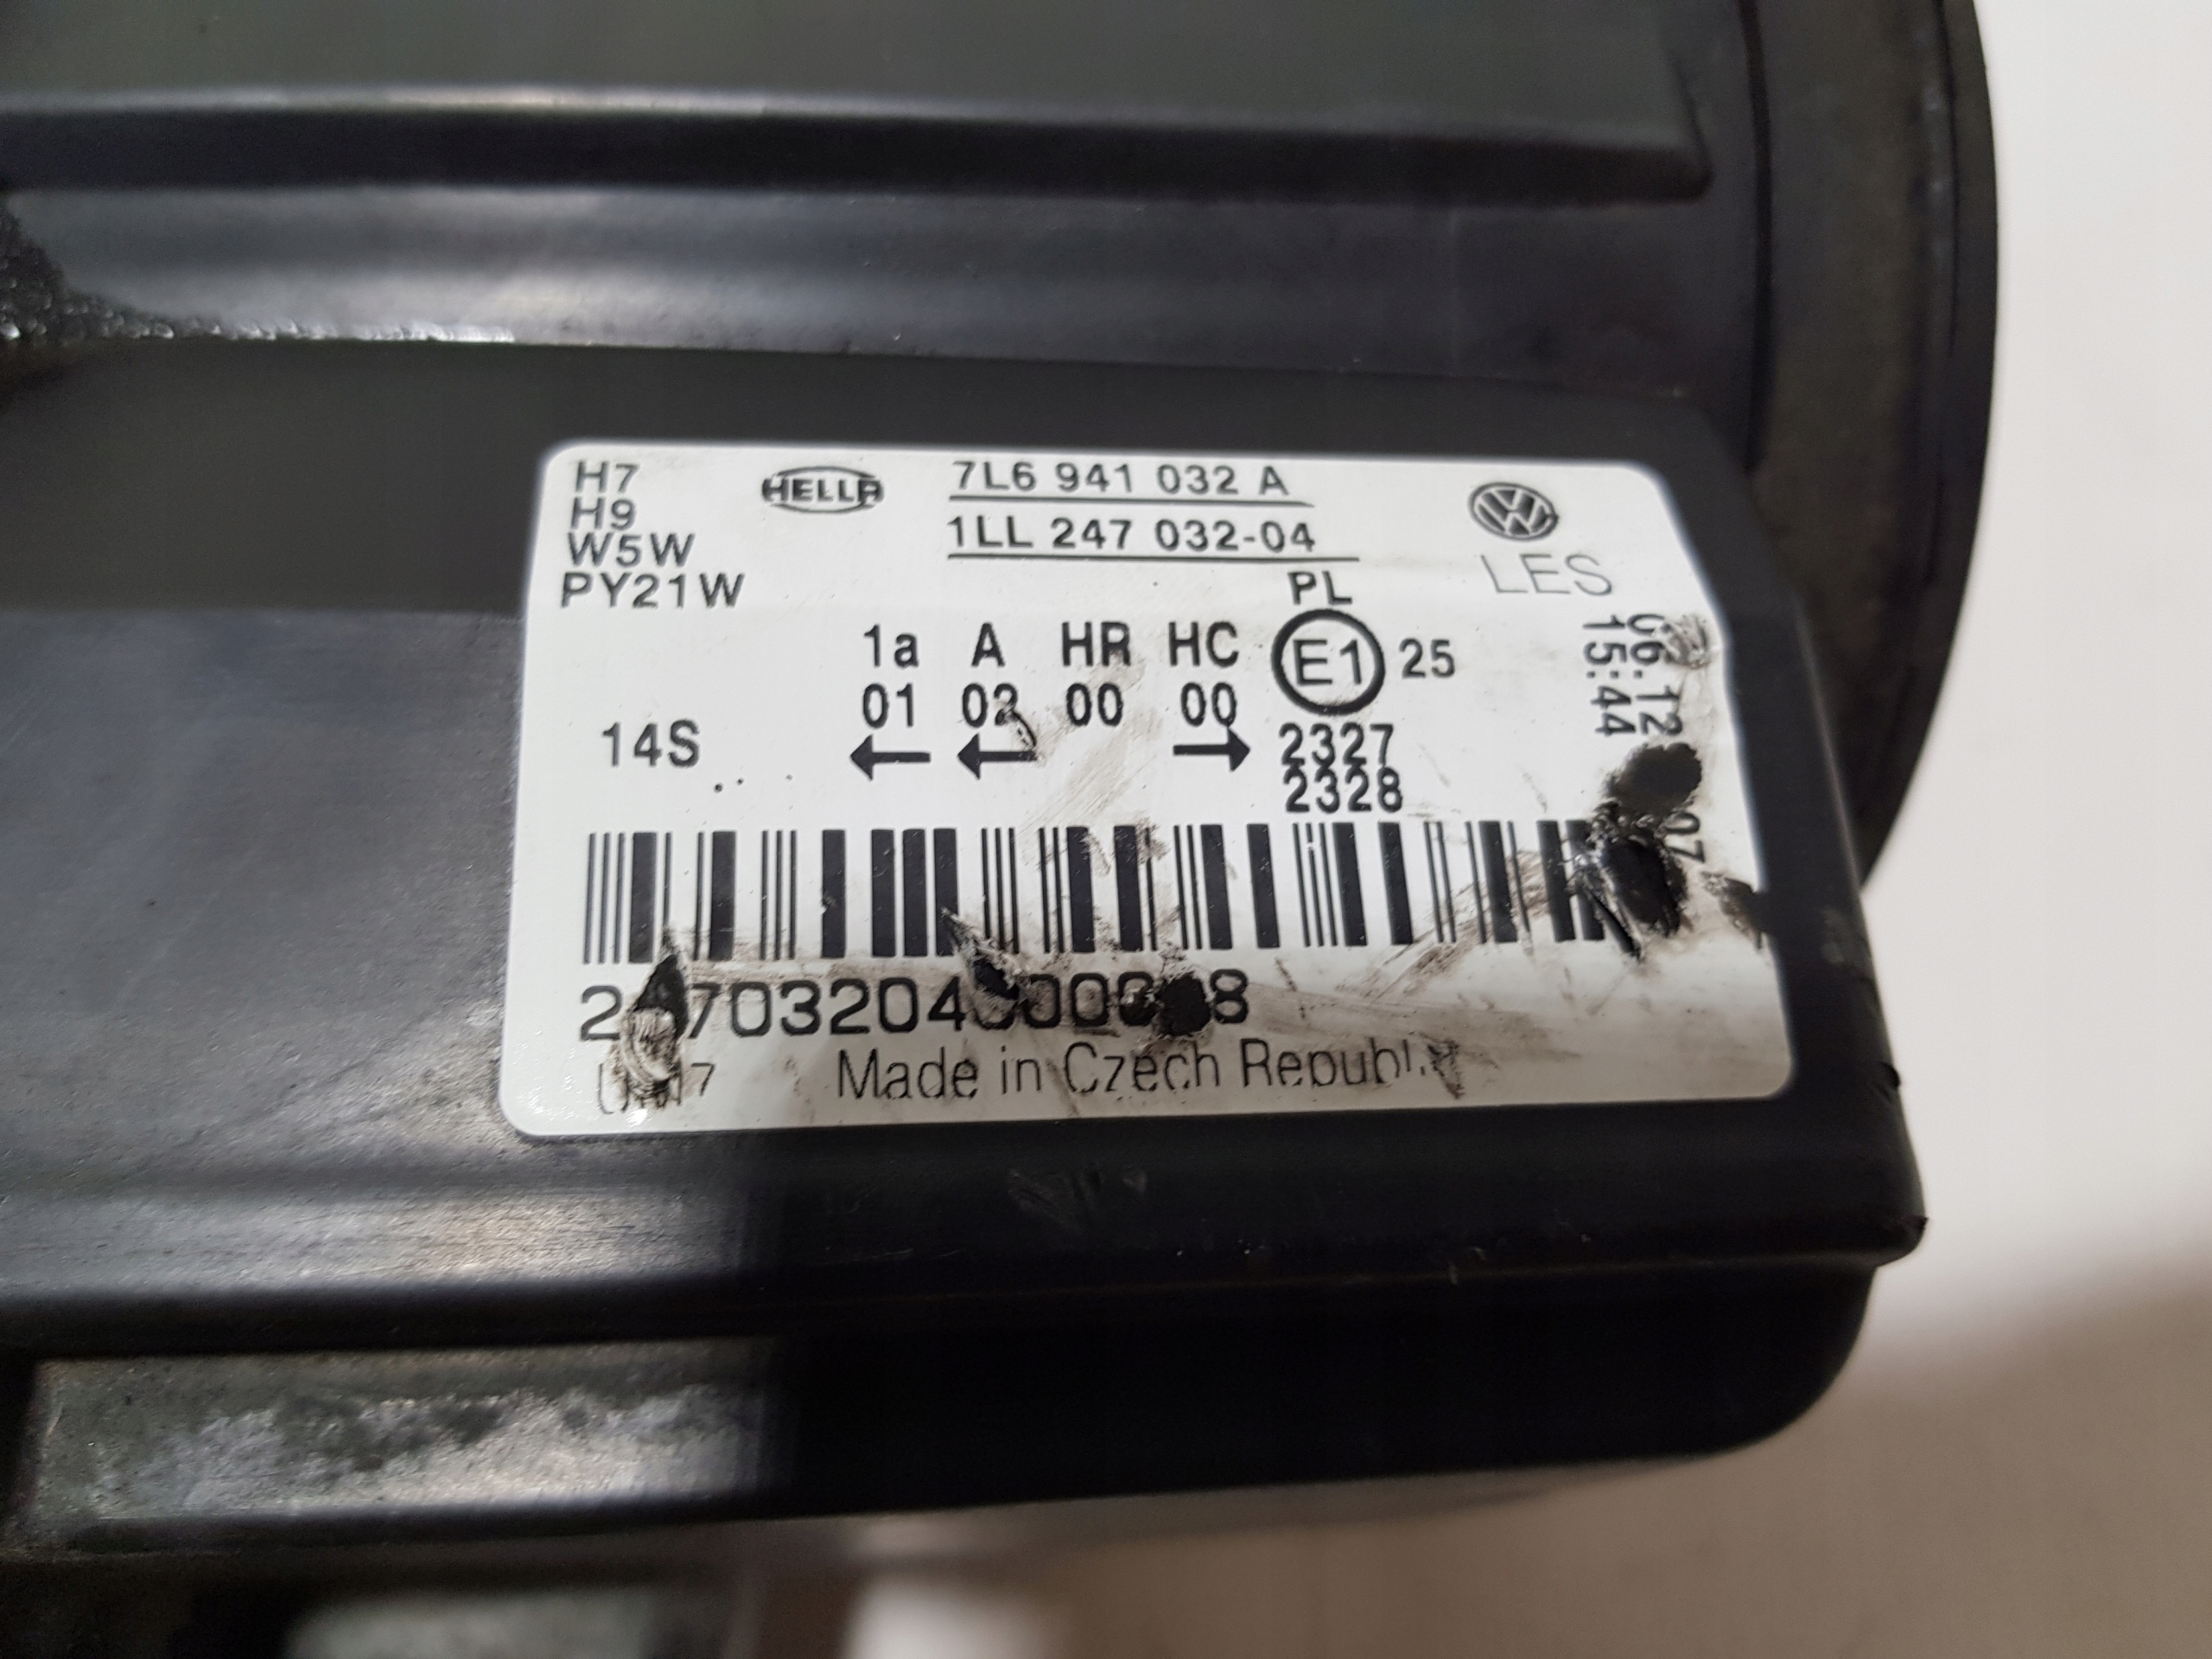 H7
H9
W5W
PY21W
HELLA
7L6 941 032 A
1LL 247 032-04
VW
LES
PL
1a A HR HC E1 25
01 02 00 00
14S ← ← → 2327
2328
15:44
Made in Czech